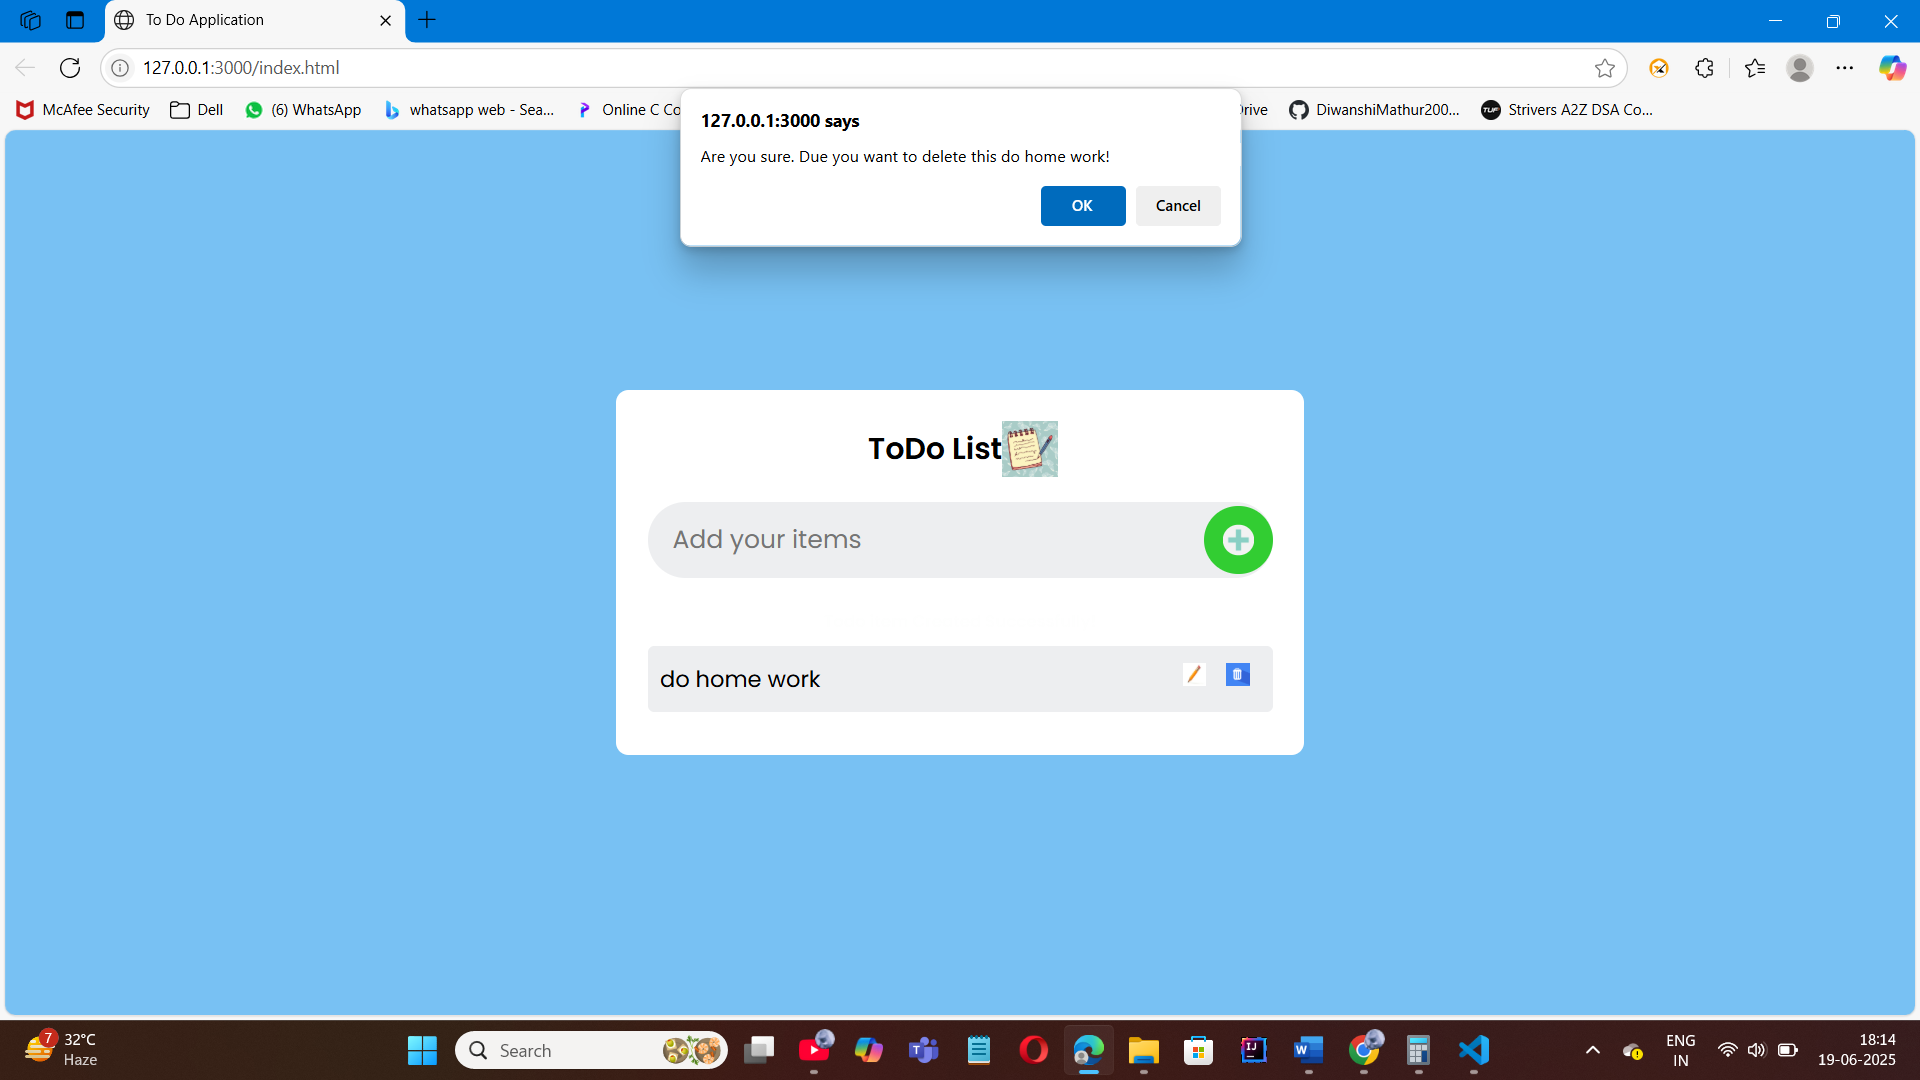 To Do Application
127.0.0.1:3000/index.html
McAfee Security
Dell
(6) WhatsApp
whatsapp web - Sea...
Online C Co
Drive
DiwanshiMathur200...
TUF
Strivers A2Z DSA Co...
127.0.0.1:3000 says
Are you sure. Due you want to delete this do home work!
OK
Cancel
ToDo List
Add your items
do home work
7
32°C
Haze
Search
T
IJ
W
ENG
IN
18:14
19-06-2025